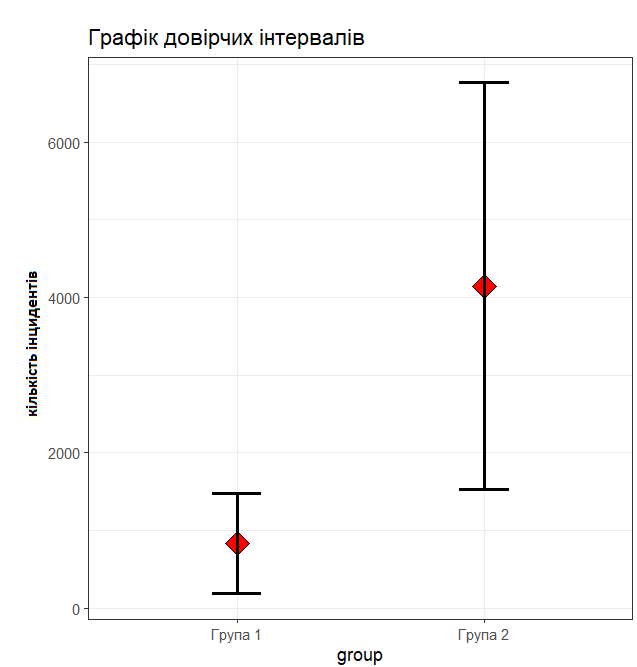 Графік довірчих інтервалів
кількість інцидентів
6000
4000
2000
0
Група 1
Група 2
group